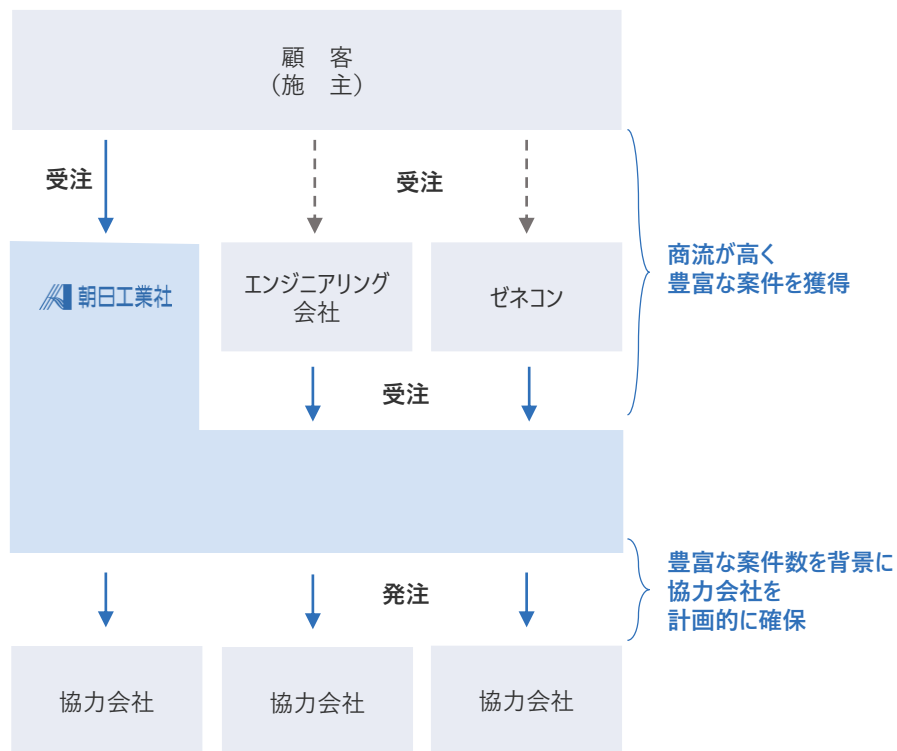 顧　客
（施　主）
受注
受注
商流が高く
豊富な案件を獲得
朝日工業社
エンジニアリング
会社
ゼネコン
受注
発注
豊富な案件数を背景に
協力会社を
計画的に確保
協力会社
協力会社
協力会社